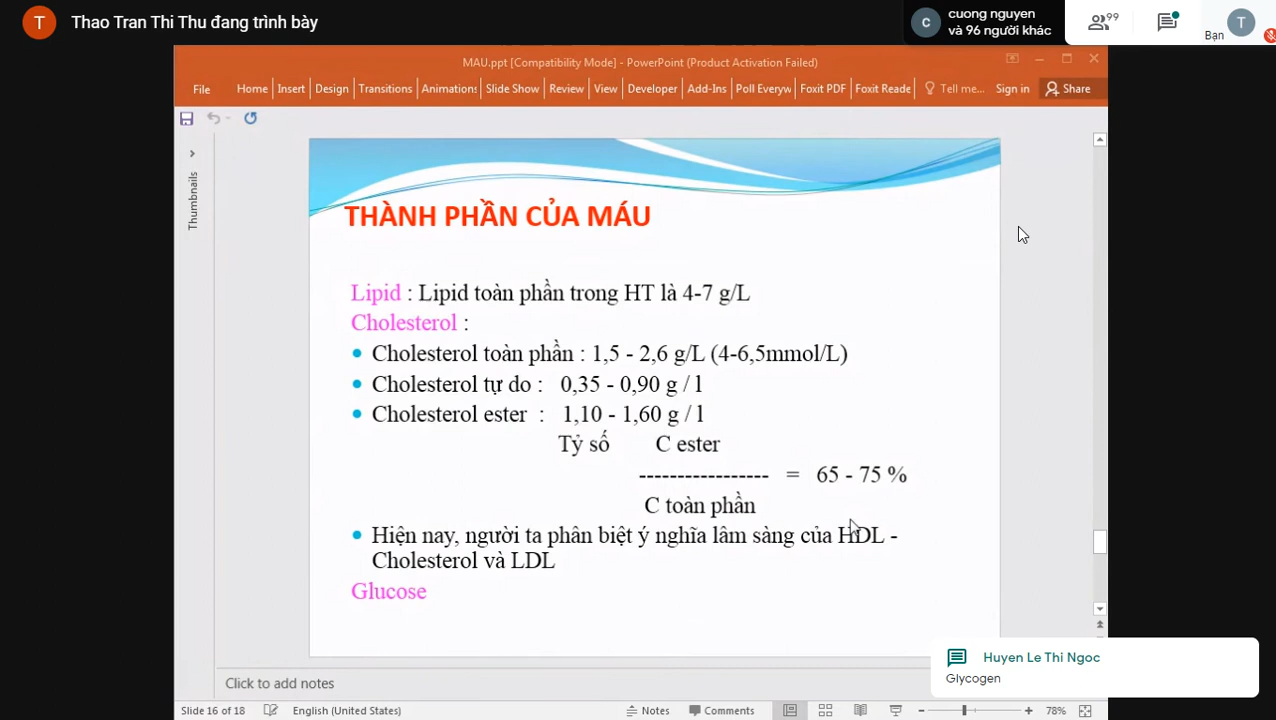 T Thao Tran Thi Thu đang trình bày
C cuong nguyen
và 96 người khác
99
T
Bạn
MAU.ppt [Compatibility Mode] - PowerPoint (Product Activation Failed)
File Home Insert Design Transitions Animations Slide Show Review View Developer Add-Ins Poll Everyw Foxit PDF Foxit Reade Tell me... Sign in Share
Thumbnails
THÀNH PHẦN CỦA MÁU
Lipid : Lipid toàn phần trong HT là 4-7 g/L
Cholesterol :
• Cholesterol toàn phần : 1,5 - 2,6 g/L (4-6,5mmol/L)
• Cholesterol tự do : 0,35 - 0,90 g / l
• Cholesterol ester : 1,10 - 1,60 g / l
Tỷ số C ester
----------------- = 65 - 75 %
C toàn phần
• Hiện nay, người ta phân biệt ý nghĩa lâm sàng của HDL -
Cholesterol và LDL
Glucose
Huyen Le Thi Ngoc
Glycogen
Click to add notes
Slide 16 of 18 English (United States) Notes Comments 78%